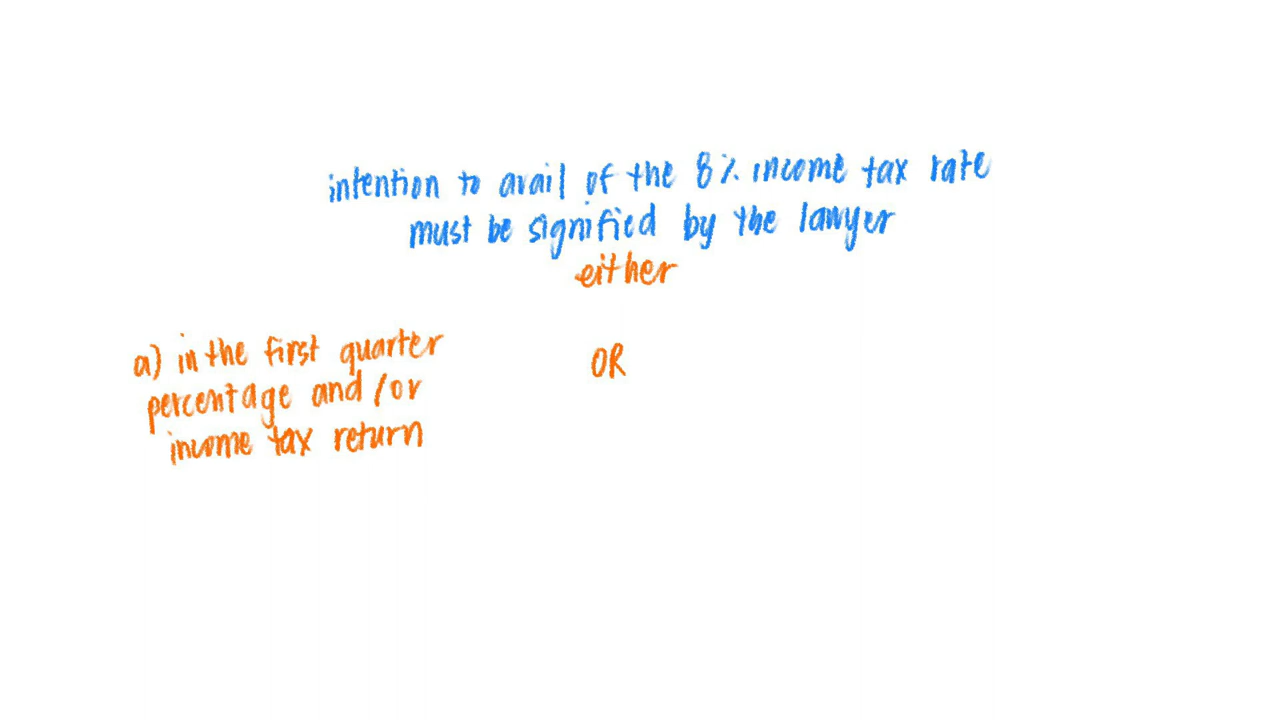 intention to avail of the 8% income tax rate
must be signified by the lawyer
either
a) in the first quarter
percentage and /or
income tax return
OR